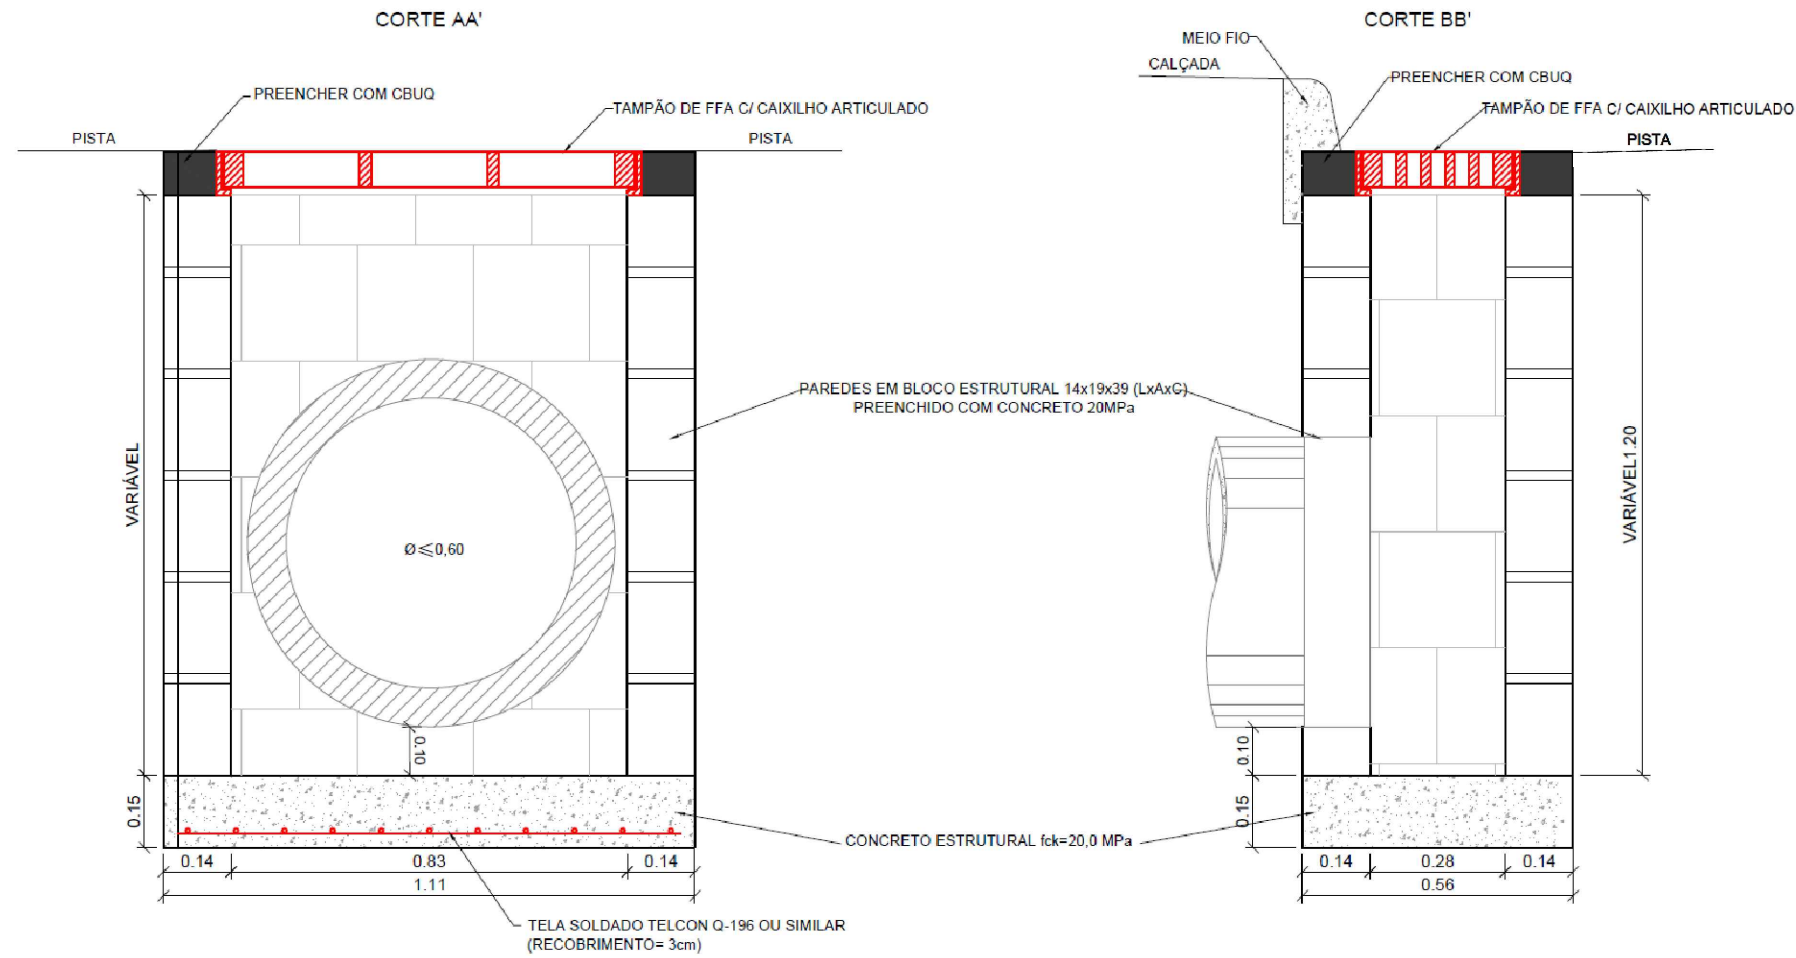 CORTE AA'
CORTE BB'
MEIO FIO
CALÇADA
PREENCHER COM CBUQ
TAMPÃO DE FFA C/ CAIXILHO ARTICULADO
PISTA
PISTA
PREENCHER COM CBUQ
TAMPÃO DE FFA C/ CAIXILHO ARTICULADO
PISTA
PAREDES EM BLOCO ESTRUTURAL 14x19x39 (LxAxC)
PREENCHIDO COM CONCRETO 20MPa
VARIÁVEL
VARIÁVEL1.20
Ø≤0,60
0.10
0.10
0.15
0.15
CONCRETO ESTRUTURAL fck=20,0 MPa
0.14
0.83
0.14
1.11
0.14
0.28
0.14
0.56
TELA SOLDADO TELCON Q-196 OU SIMILAR
(RECOBRIMENTO= 3cm)